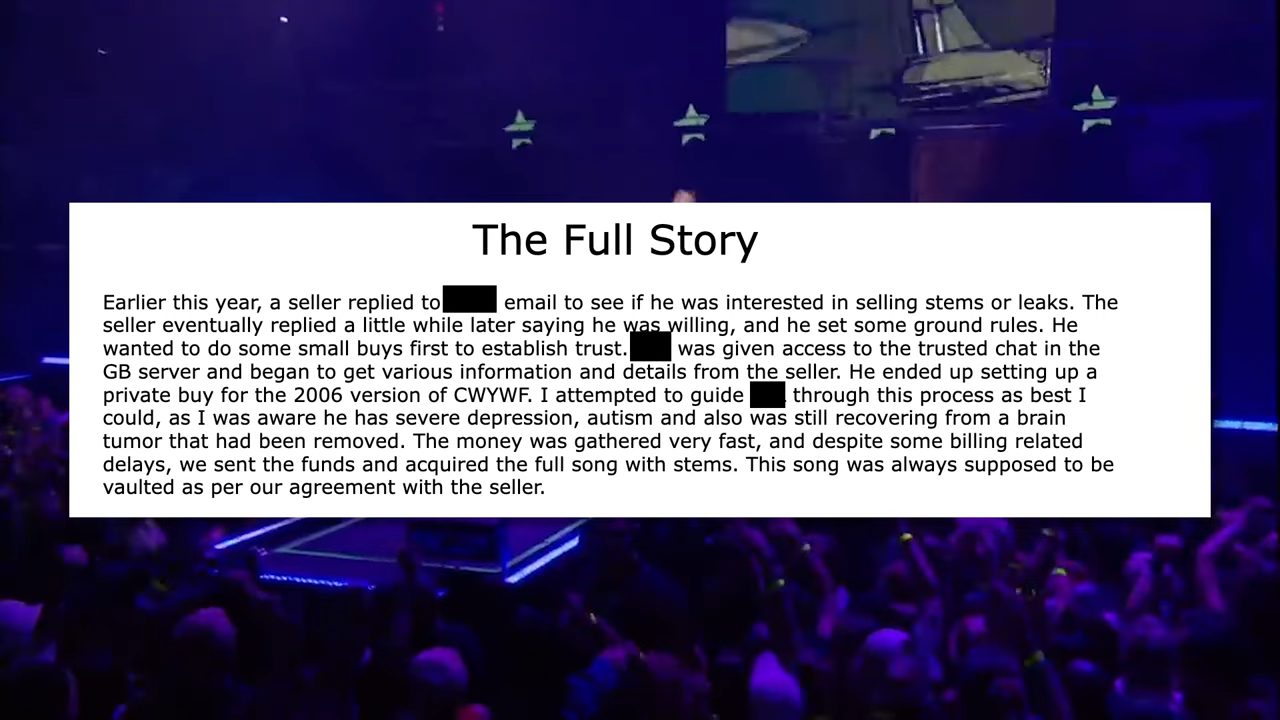 The Full Story
Earlier this year, a seller replied to email to see if he was interested in selling stems or leaks. The
seller eventually replied a little while later saying he was willing, and he set some ground rules. He
wanted to do some small buys first to establish trust. was given access to the trusted chat in the
GB server and began to get various information and details from the seller. He ended up setting up a
private buy for the 2006 version of CWYWF. I attempted to guide through this process as best I
could, as I was aware he has severe depression, autism and also was still recovering from a brain
tumor that had been removed. The money was gathered very fast, and despite some billing related
delays, we sent the funds and acquired the full song with stems. This song was always supposed to be
vaulted as per our agreement with the seller.